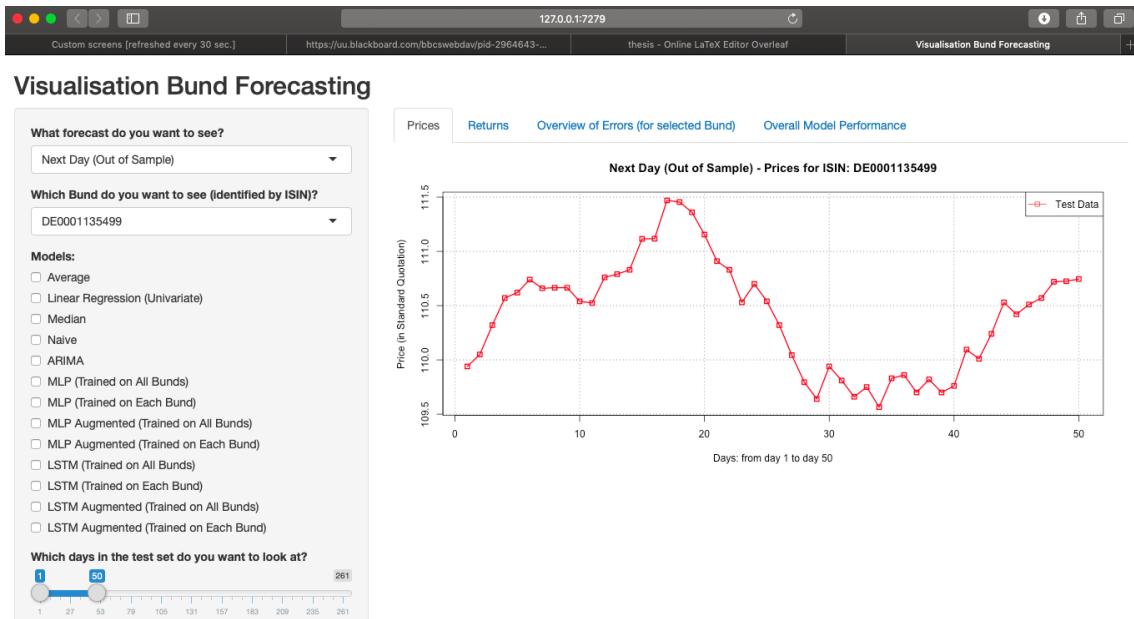 127.0.0.1:7279
Custom screens [refreshed every 30 sec.]
https://uu.blackboard.com/bbcswebdav/pid-2964643-...
thesis - Online LaTeX Editor Overleaf
Visualisation Bund Forecasting
Visualisation Bund Forecasting
What forecast do you want to see?
Next Day (Out of Sample)
Which Bund do you want to see (identified by ISIN)?
DE0001135499
Models:
Average
Linear Regression (Univariate)
Median
Naive
ARIMA
MLP (Trained on All Bunds)
MLP (Trained on Each Bund)
MLP Augmented (Trained on All Bunds)
MLP Augmented (Trained on Each Bund)
LSTM (Trained on All Bunds)
LSTM (Trained on Each Bund)
LSTM Augmented (Trained on All Bunds)
LSTM Augmented (Trained on Each Bund)
Which days in the test set do you want to look at?
1 50 261
1 27 53 79 105 131 157 183 209 235 261
Prices Returns Overview of Errors (for selected Bund) Overall Model Performance
Next Day (Out of Sample) - Prices for ISIN: DE0001135499
Test Data
Price (in Standard Quotation)
111.5
111.0
110.5
110.0
109.5
0 10 20 30 40 50
Days: from day 1 to day 50